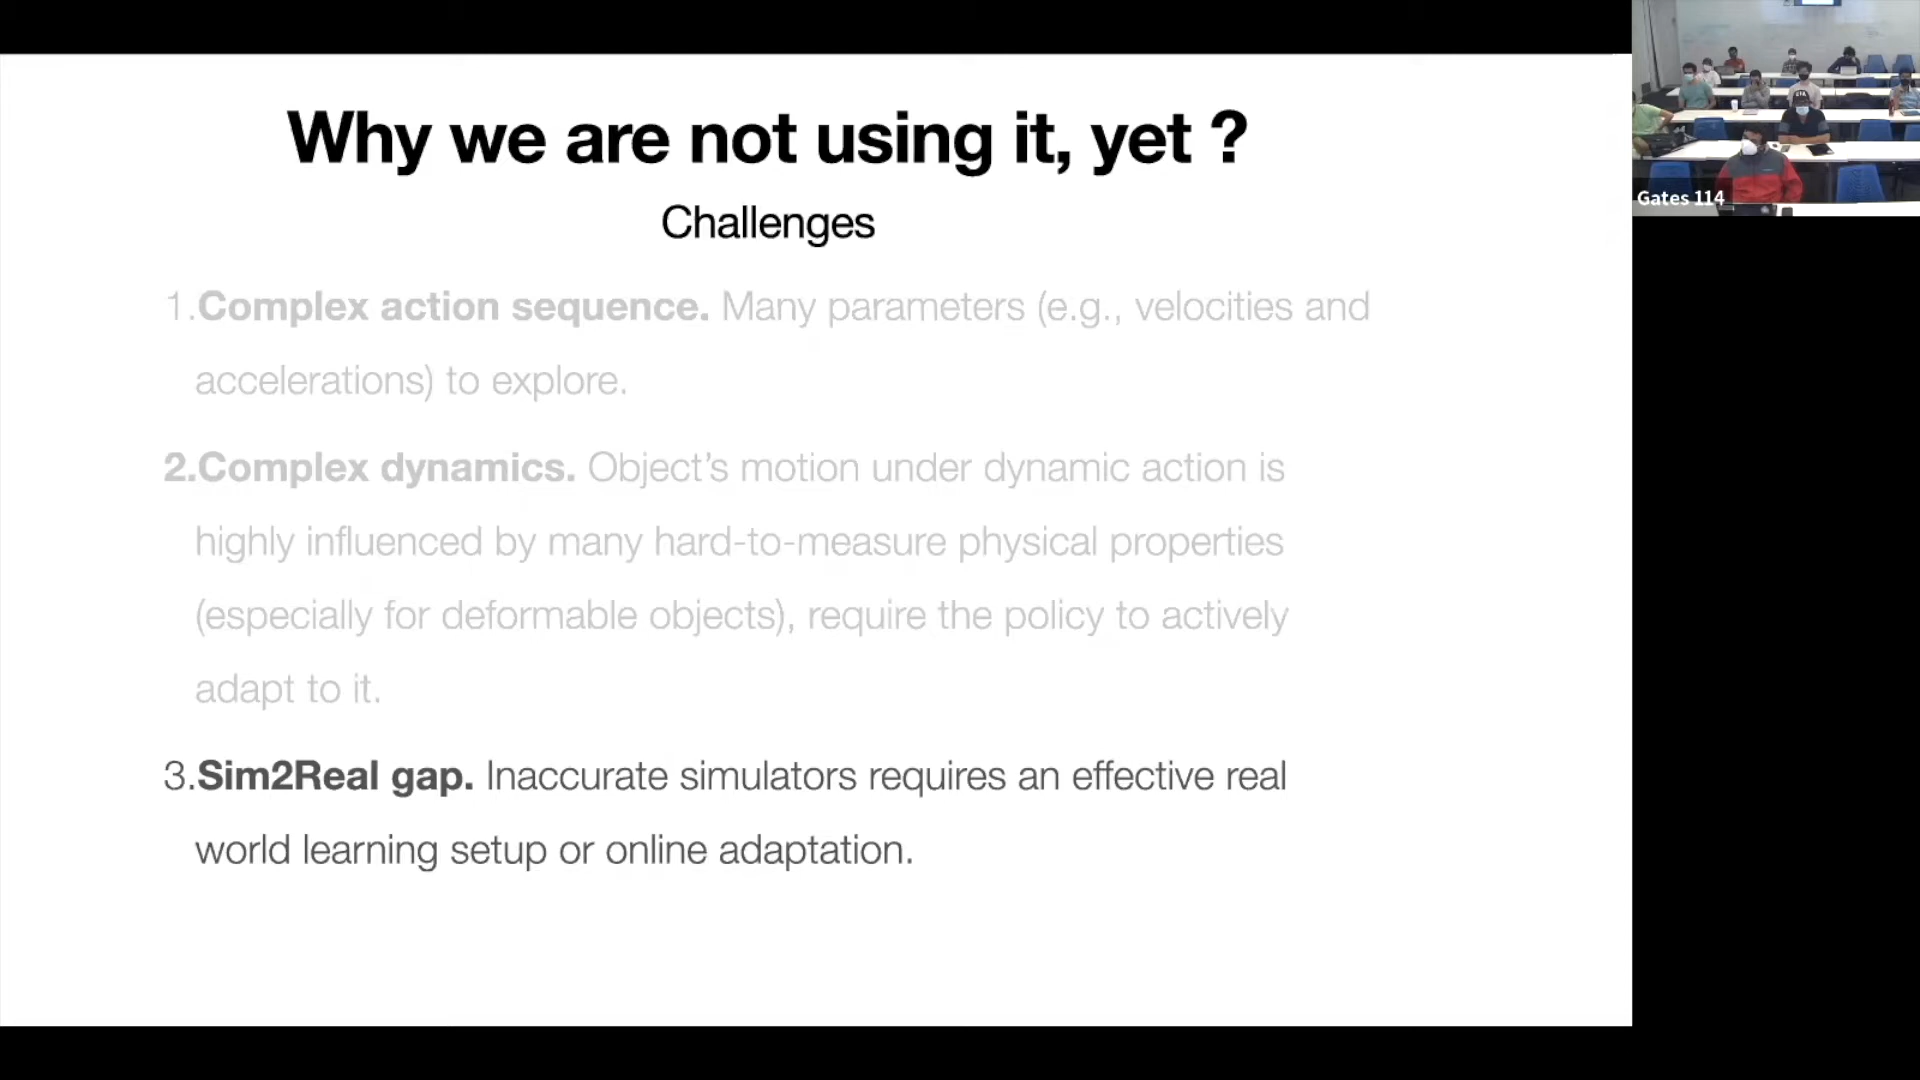 Why we are not using it, yet ?
Challenges
1.Complex action sequence. Many parameters (e.g., velocities and
accelerations) to explore.
2.Complex dynamics. Object’s motion under dynamic action is
highly influenced by many hard-to-measure physical properties
(especially for deformable objects), require the policy to actively
adapt to it.
3.Sim2Real gap. Inaccurate simulators requires an effective real
world learning setup or online adaptation.
Gates 114